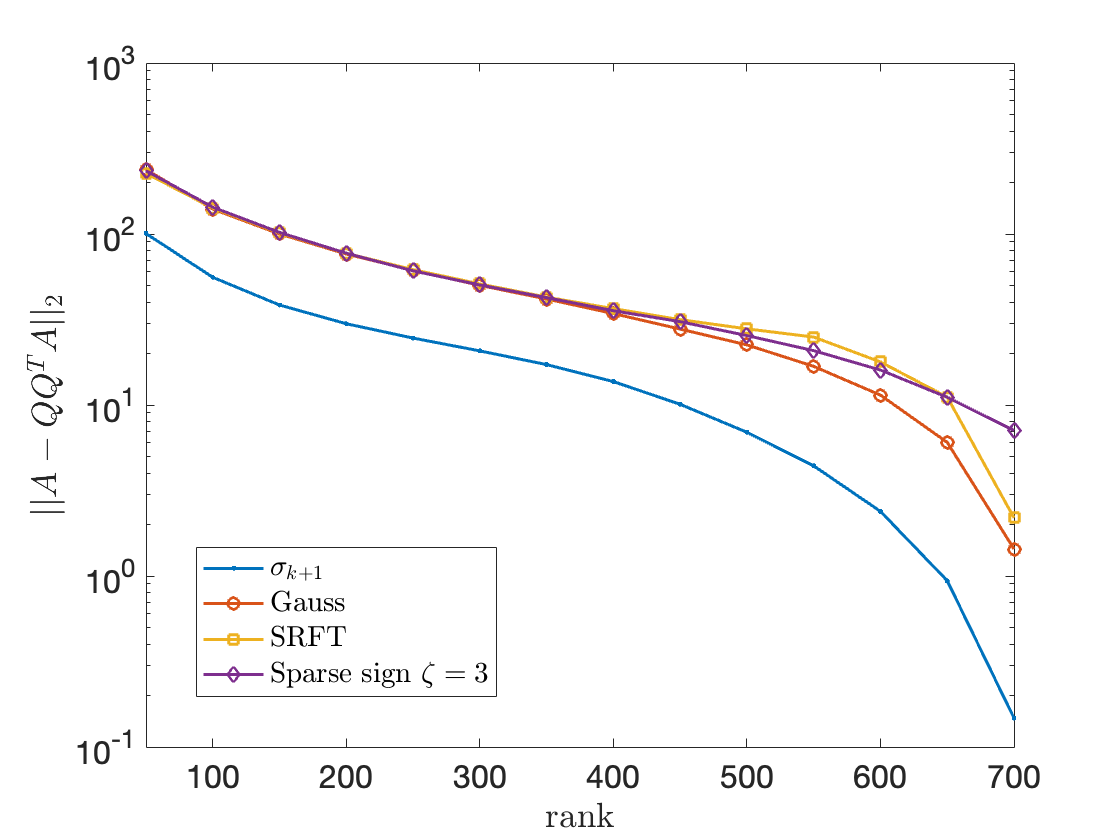 10^3
10^2
10^1
10^0
10^-1
||A − QQ^T A||_2
σ_{k+1}
Gauss
SRFT
Sparse sign ζ = 3
100 200 300 400 500 600 700
rank